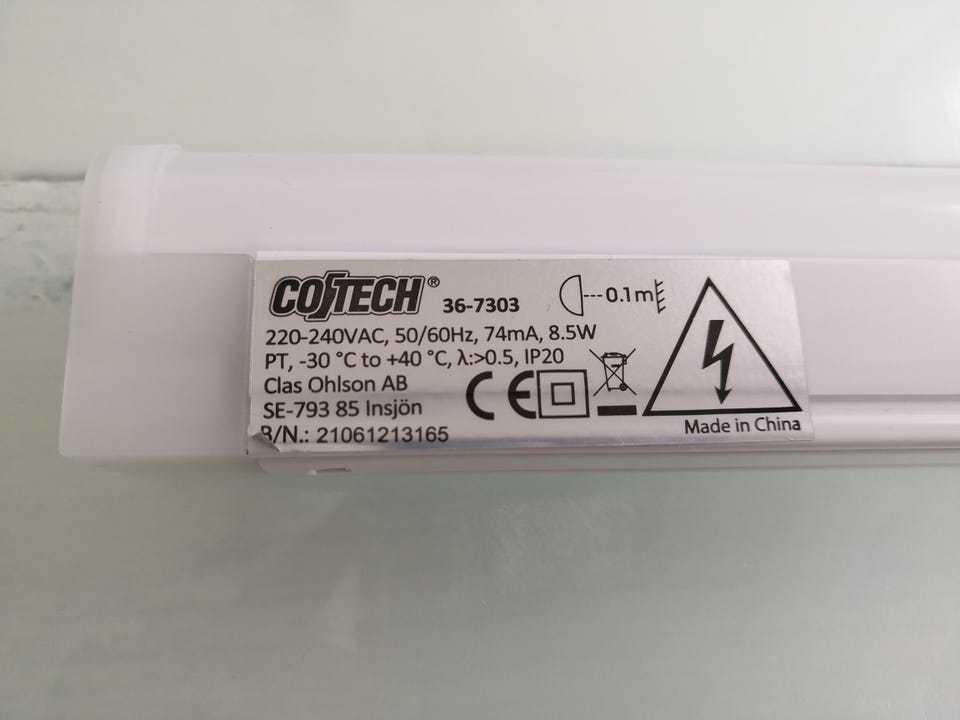 COTECH® 36-7303 0.1m
220-240VAC, 50/60Hz, 74mA, 8.5W
PT, -30 °C to +40 °C, λ:>0.5, IP20
Clas Ohlson AB
SE-793 85 Insjön
CE
B/N.: 21061213165
Made in China